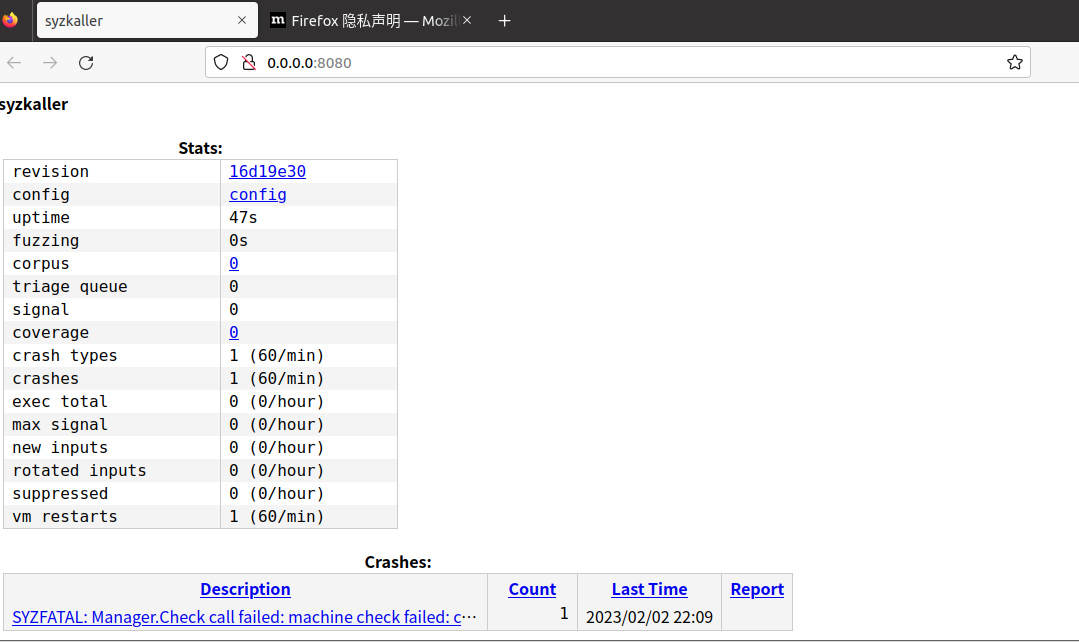 syzkaller
Firefox 隐私声明 — Mozil
0.0.0.0:8080
syzkaller
Stats:
revision 16d19e30
config config
uptime 47s
fuzzing 0s
corpus 0
triage queue 0
signal 0
coverage 0
crash types 1 (60/min)
crashes 1 (60/min)
exec total 0 (0/hour)
max signal 0 (0/hour)
new inputs 0 (0/hour)
rotated inputs 0 (0/hour)
suppressed 0 (0/hour)
vm restarts 1 (60/min)
Crashes:
Description Count Last Time Report
SYZFATAL: Manager.Check call failed: machine check failed: c… 1 2023/02/02 22:09